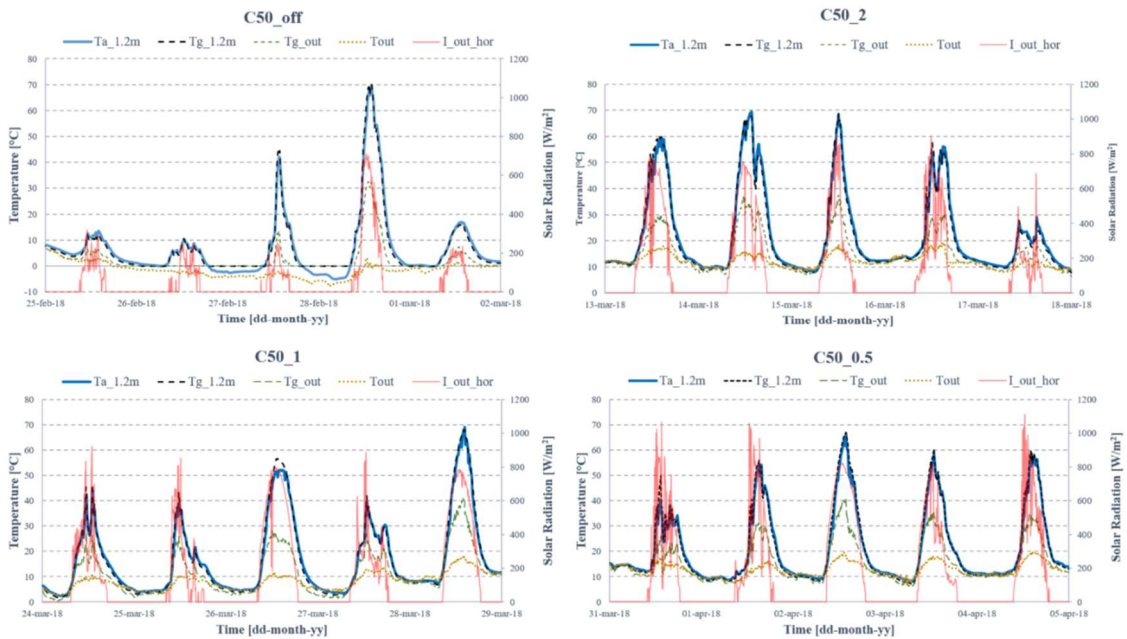 C50_off
Ta_1.2m Tg_1.2m Tg_out Tout I_out_hor
80
70
60
50
40
30
20
10
0
-10
Temperature [°C]
1200
1000
800
600
400
200
0
Solar Radiation [W/m²]
25-feb-18 26-feb-18 27-feb-18 28-feb-18 01-mar-18 02-mar-18
Time [dd-month-yy]
C50_2
Ta_1.2m Tg_1.2m Tg_out Tout I_out_hor
80
70
60
50
40
30
20
10
0
Temperature [°C]
1200
1000
800
600
400
200
0
Solar Radiation [W/m²]
13-mar-18 14-mar-18 15-mar-18 16-mar-18 17-mar-18 18-mar-18
Time [dd-month-yy]
C50_1
Ta_1.2m Tg_1.2m Tg_out Tout I_out_hor
80
70
60
50
40
30
20
10
0
Temperature [°C]
1200
1000
800
600
400
200
0
Solar Radiation [W/m²]
24-mar-18 25-mar-18 26-mar-18 27-mar-18 28-mar-18 29-mar-18
Time [dd-month-yy]
C50_0.5
Ta_1.2m Tg_1.2m Tg_out Tout I_out_hor
80
70
60
50
40
30
20
10
0
Temperature [°C]
1200
1000
800
600
400
200
0
Solar Radiation [W/m²]
31-mar-18 01-apr-18 02-apr-18 03-apr-18 04-apr-18 05-apr-18
Time [dd-month-yy]